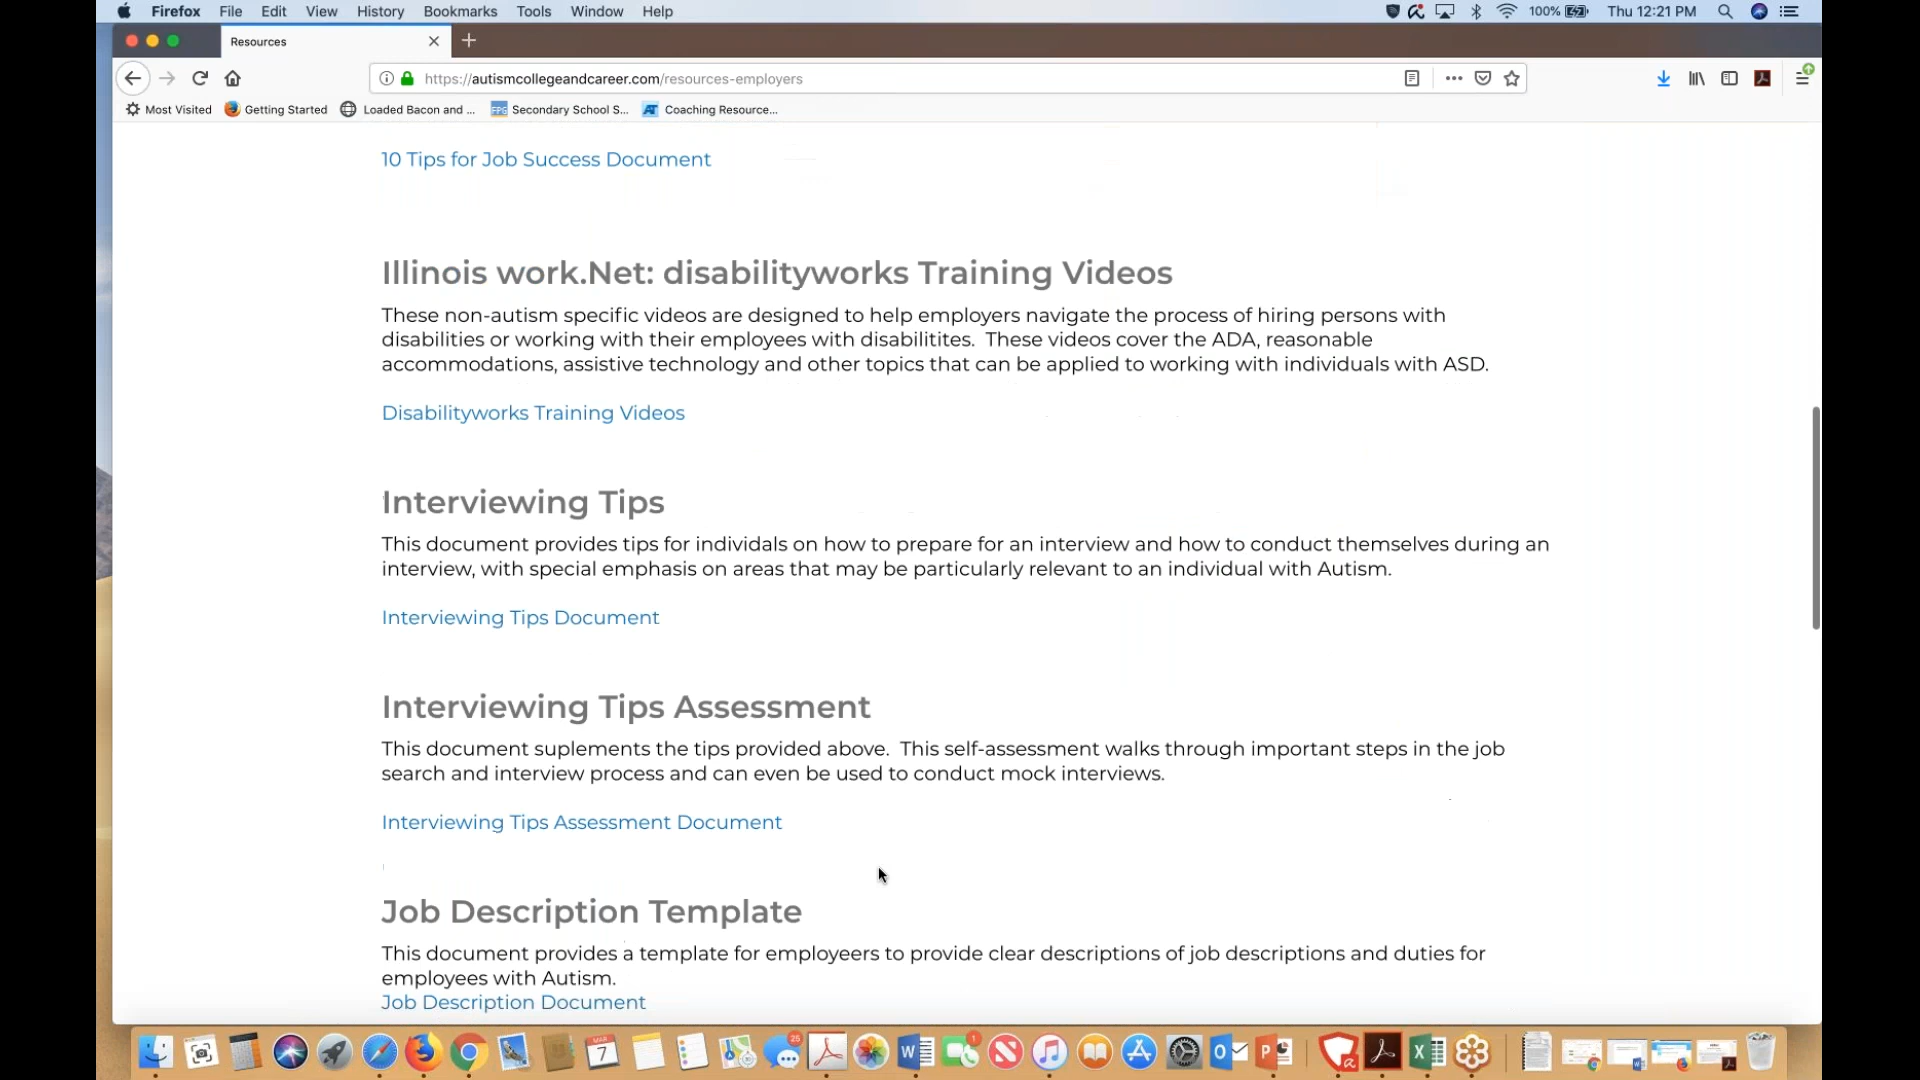 Firefox File Edit View History Bookmarks Tools Window Help 100% Thu 12:21 PM
Resources
https://autismcollegeandcareer.com/resources-employers
Most Visited Getting Started Loaded Bacon and ... Secondary School S... Coaching Resource...
10 Tips for Job Success Document
Illinois work.Net: disabilityworks Training Videos
These non-autism specific videos are designed to help employers navigate the process of hiring persons with
disabilities or working with their employees with disabilitites. These videos cover the ADA, reasonable
accommodations, assistive technology and other topics that can be applied to working with individuals with ASD.
Disabilityworks Training Videos
Interviewing Tips
This document provides tips for individals on how to prepare for an interview and how to conduct themselves during an
interview, with special emphasis on areas that may be particularly relevant to an individual with Autism.
Interviewing Tips Document
Interviewing Tips Assessment
This document suplements the tips provided above. This self-assessment walks through important steps in the job
search and interview process and can even be used to conduct mock interviews.
Interviewing Tips Assessment Document
Job Description Template
This document provides a template for employeers to provide clear descriptions of job descriptions and duties for
employees with Autism.
Job Description Document
MAR
7
25
1